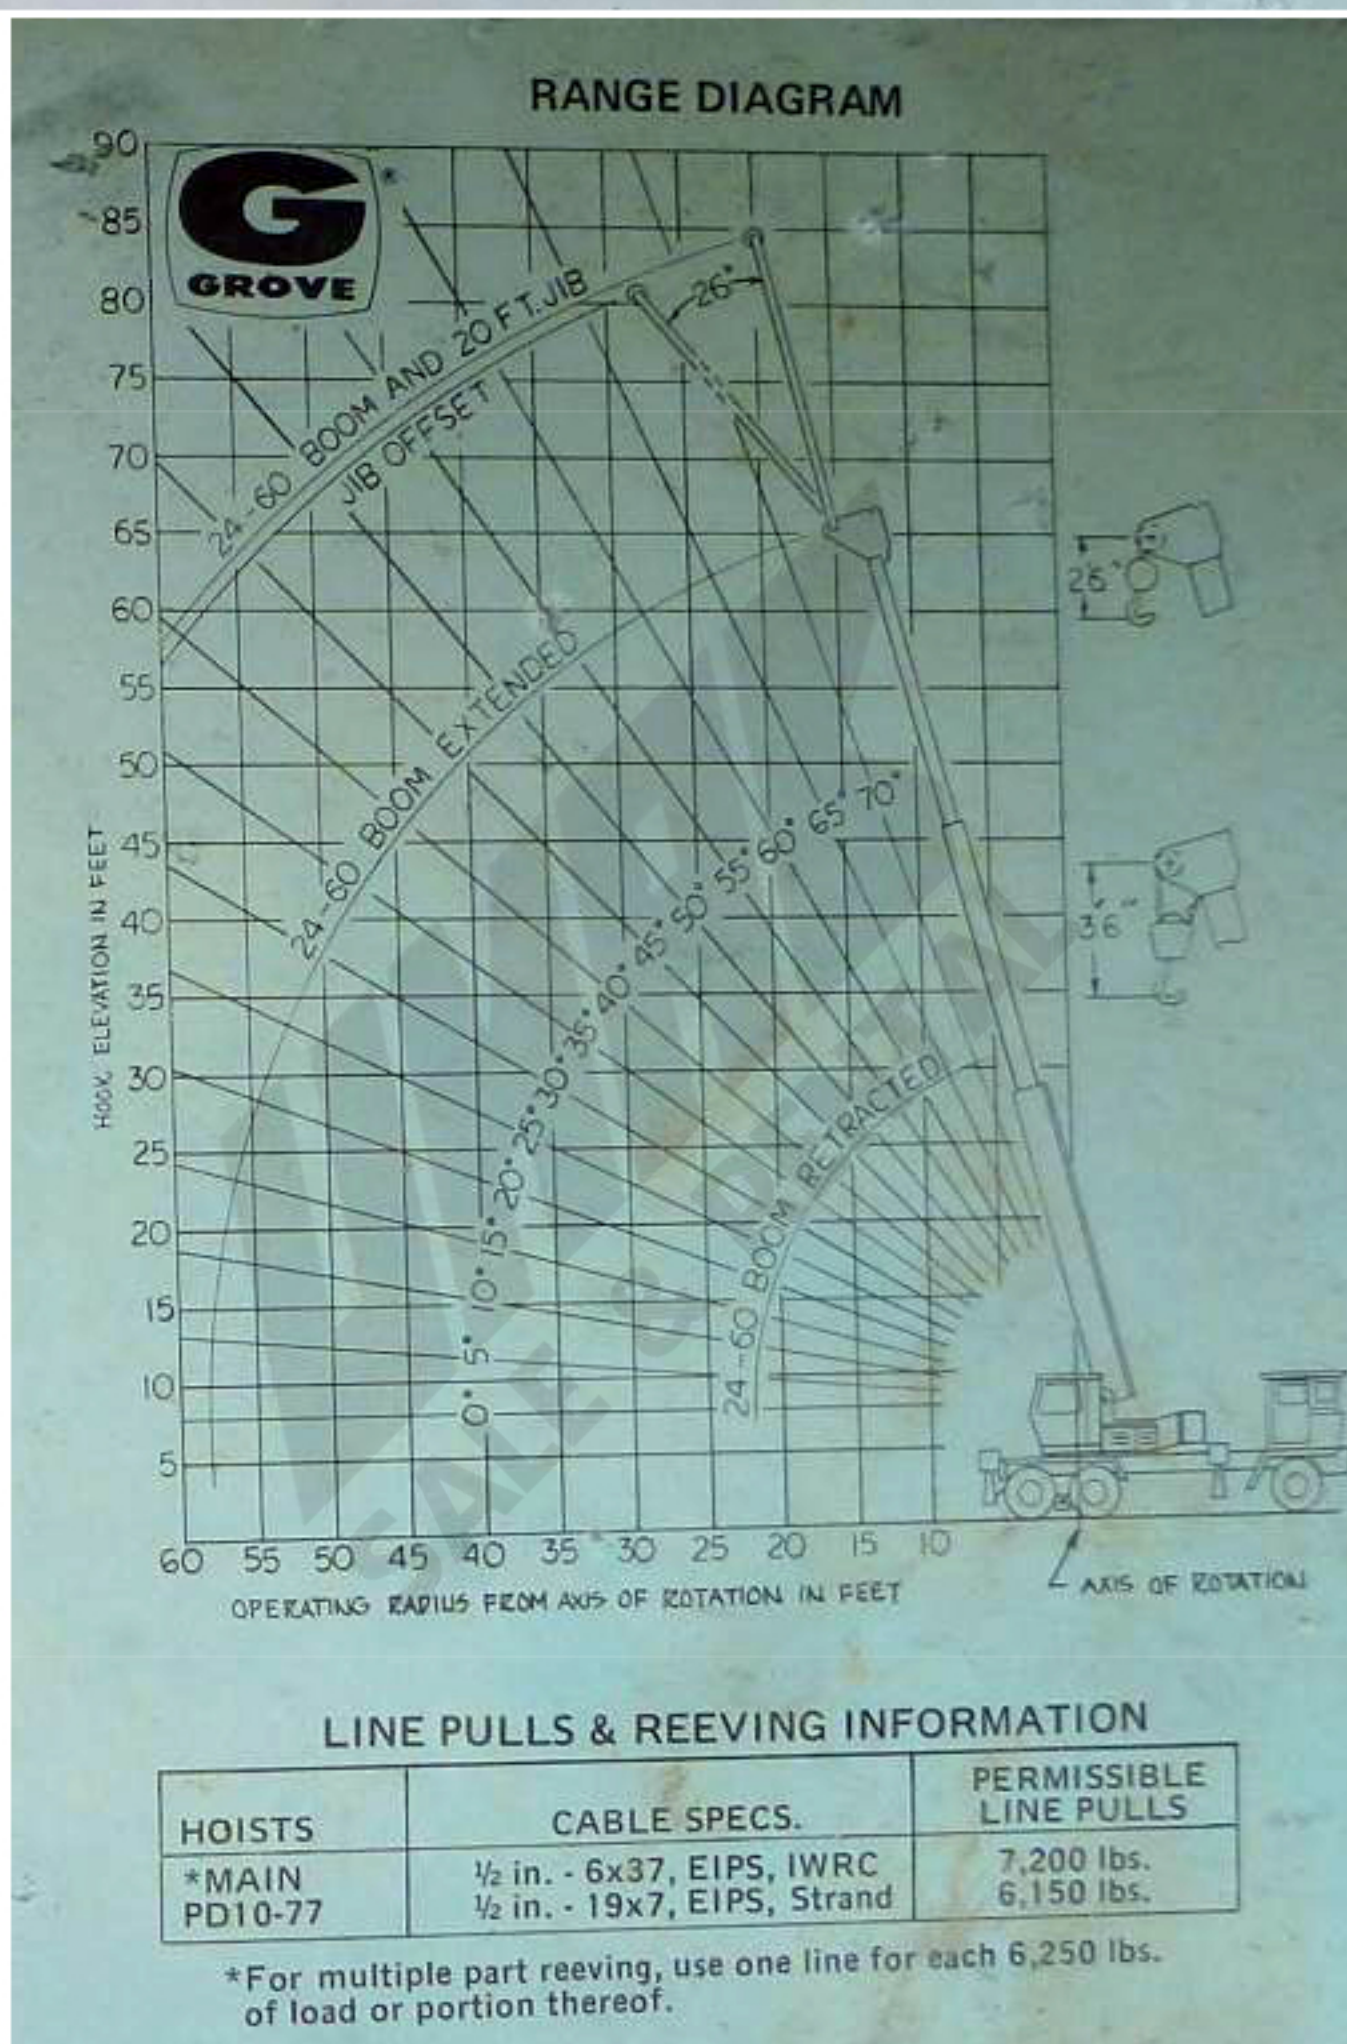 RANGE DIAGRAM
90
85
80
75
70
65
60
55
50
45
40
35
30
25
20
15
10
5
G
GROVE
*
24-60 BOOM AND 20 FT. JIB
JIB OFFSET
26°
24-60 BOOM EXTENDED
24-60 BOOM RETRACTED
0° 5° 10° 15° 20° 25° 30° 35° 40° 45° 50° 55° 60° 65° 70°
36"
HOOK ELEVATION IN FEET
60 55 50 45 40 35 30 25 20 15 10
OPERATING RADIUS FROM AXIS OF ROTATION IN FEET
AXIS OF ROTATION
SALE & RENTAL
LINE PULLS & REEVING INFORMATION
HOISTS CABLE SPECS. PERMISSIBLE
LINE PULLS
*MAIN ½ in. - 6x37, EIPS, IWRC 7,200 lbs.
PD10-77 ½ in. - 19x7, EIPS, Strand 6,150 lbs.
*For multiple part reeving, use one line for each 6,250 lbs.
of load or portion thereof.